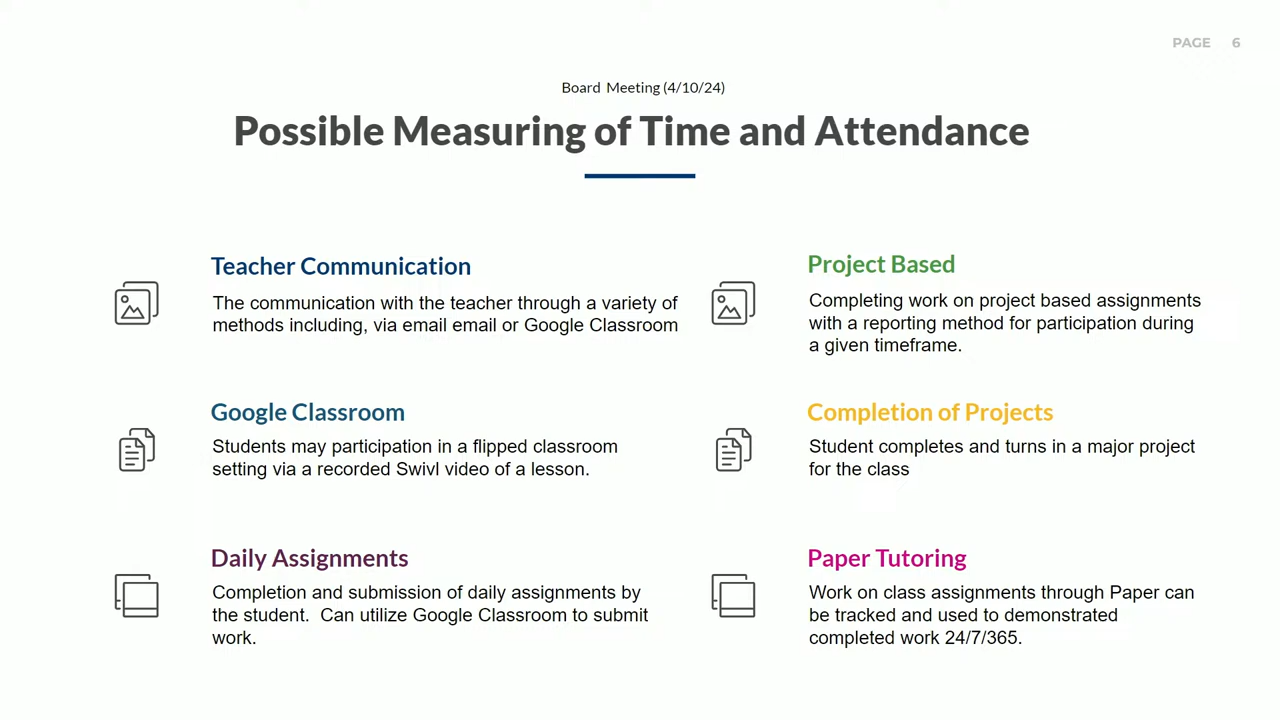 PAGE 6
Board Meeting (4/10/24)
Possible Measuring of Time and Attendance
Teacher Communication
The communication with the teacher through a variety of
methods including, via email email or Google Classroom
Project Based
Completing work on project based assignments
with a reporting method for participation during
a given timeframe.
Google Classroom
Students may participation in a flipped classroom
setting via a recorded Swivl video of a lesson.
Completion of Projects
Student completes and turns in a major project
for the class
Daily Assignments
Completion and submission of daily assignments by
the student.  Can utilize Google Classroom to submit
work.
Paper Tutoring
Work on class assignments through Paper can
be tracked and used to demonstrated
completed work 24/7/365.